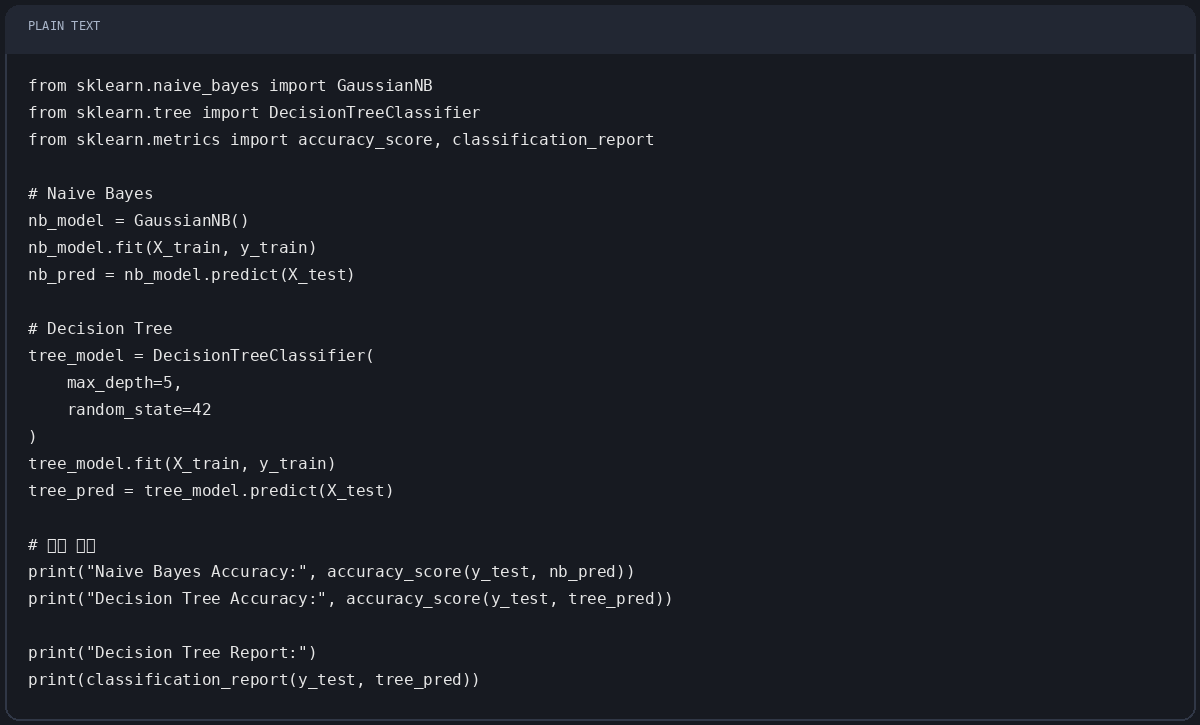 PLAIN TEXT
from sklearn.naive_bayes import GaussianNB
from sklearn.tree import DecisionTreeClassifier
from sklearn.metrics import accuracy_score, classification_report
# Naive Bayes
nb_model = GaussianNB()
nb_model.fit(X_train, y_train)
nb_pred = nb_model.predict(X_test)
# Decision Tree
tree_model = DecisionTreeClassifier(
    max_depth=5,
    random_state=42
)
tree_model.fit(X_train, y_train)
tree_pred = tree_model.predict(X_test)
#
print("Naive Bayes Accuracy:", accuracy_score(y_test, nb_pred))
print("Decision Tree Accuracy:", accuracy_score(y_test, tree_pred))
print("Decision Tree Report:")
print(classification_report(y_test, tree_pred))